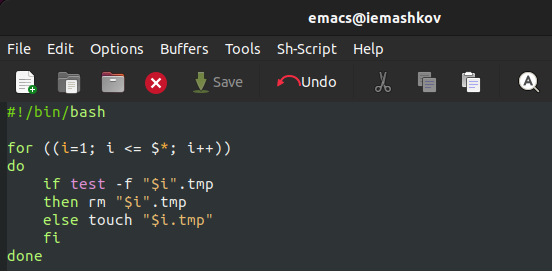 emacs@iemashkov
File Edit Options Buffers Tools Sh-Script Help
Save Undo A
#!/bin/bash
for ((i=1; i <= $*; i++))
do
    if test -f "$i".tmp
    then rm "$i".tmp
    else touch "$i.tmp"
    fi
done